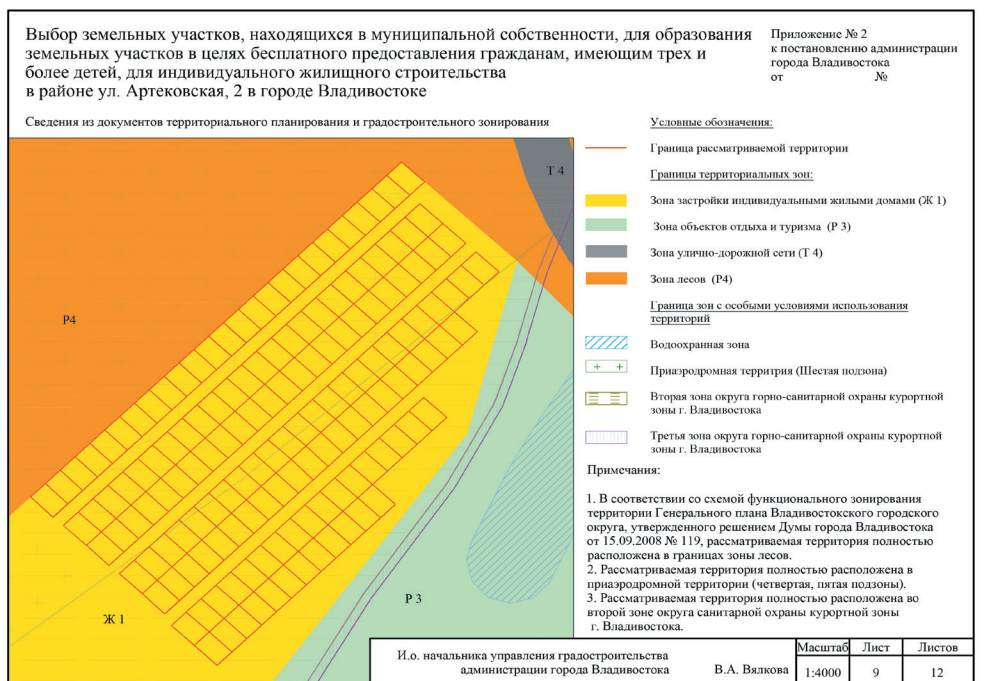 Выбор земельных участков, находящихся в муниципальной собственности, для образования
земельных участков в целях бесплатного предоставления гражданам, имеющим трех и
более детей, для индивидуального жилищного строительства
в районе ул. Артековская, 2 в городе Владивостоке
Приложение № 2
к постановлению администрации
города Владивостока
от №
Сведения из документов территориального планирования и градостроительного зонирования
Т 4
Р4
Р 3
Ж 1
Условные обозначения:
Граница рассматриваемой территории
Границы территориальных зон:
Зона застройки индивидуальными жилыми домами (Ж 1)
Зона объектов отдыха и туризма (Р 3)
Зона улично-дорожной сети (Т 4)
Зона лесов (Р4)
Граница зон с особыми условиями использования
территорий
Водоохранная зона
Приаэродромная територия (Шестая подзона)
Вторая зона округа горно-санитарной охраны курортной
зоны г. Владивостока
Третья зона округа горно-санитарной охраны курортной
зоны г. Владивостока
Примечания:
1. В соответствии со схемой функционального зонирования
территории Генерального плана Владивостокского городского
округа, утвержденного решением Думы города Владивостока
от 15.09.2008 № 119, рассматриваемая территория полностью
расположена в границах зоны лесов.
2. Рассматриваемая территория полностью расположена в
приаэродромной территории (четвертая, пятая подзоны).
3. Рассматриваемая территория полностью расположена во
второй зоне округа санитарной охраны курортной зоны
г. Владивостока.
И.о. начальника управления градостроительства
администрации города Владивостока В.А. Вялкова
Масштаб Лист Листов
1:4000 9 12